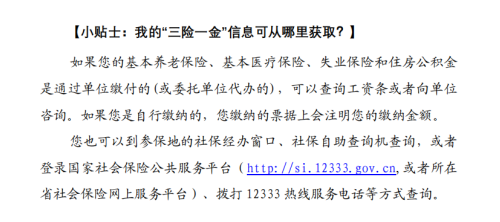 【小贴士：我的“三险一金”信息可从哪里获取？】
如果您的基本养老保险、基本医疗保险、失业保险和住房公积金
是通过单位缴付的(或委托单位代办的)，可以查询工资条或者向单位
咨询。如果您是自行缴纳的，您缴纳的票据上会注明您的缴纳金额。
您也可以到参保地的社保经办窗口、社保自助查询机查询，或者
登录国家社会保险公共服务平台（http://si.12333.gov.cn,或者所在
省社会保险网上服务平台）、拨打 12333 热线服务电话等方式查询。